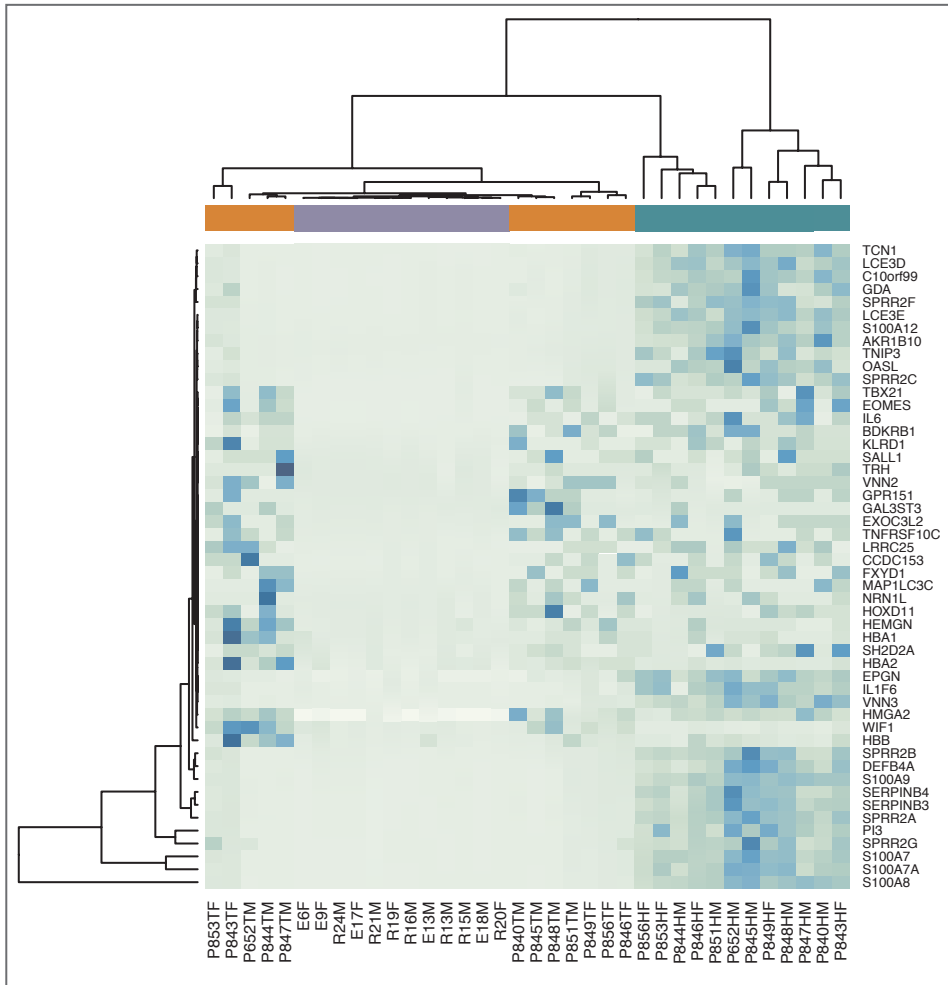 TCN1
LCE3D
C10orf99
GDA
SPRR2F
LCE3E
S100A12
AKR1B10
TNIP3
OASL
SPRR2C
TBX21
EOMES
IL6
BDKRB1
KLRD1
SALL1
TRH
VNN2
GPR151
GAL3ST3
EXOC3L2
TNFRSF10C
LRRC25
CCDC153
FXYD1
MAP1LC3C
NRN1L
HOXD11
HEMGN
HBA1
SH2D2A
HBA2
EPGN
IL1F6
VNN3
HMGA2
WIF1
HBB
SPRR2B
DEFB4A
S100A9
SERPINB4
SERPINB3
SPRR2A
PI3
SPRR2G
S100A7
S100A7A
S100A8
P853TF
P843TF
P652TM
P844TM
P847TM
E6F
E9F
R24M
E17F
R21M
R19F
R16M
E13M
R13M
R15M
E18M
R20F
P840TM
P845TM
P848TM
P851TM
P849TF
P856TF
P846TF
P856HF
P853HF
P844HM
P846HF
P851HM
P652HM
P845HM
P849HF
P848HM
P847HM
P840HM
P843HF